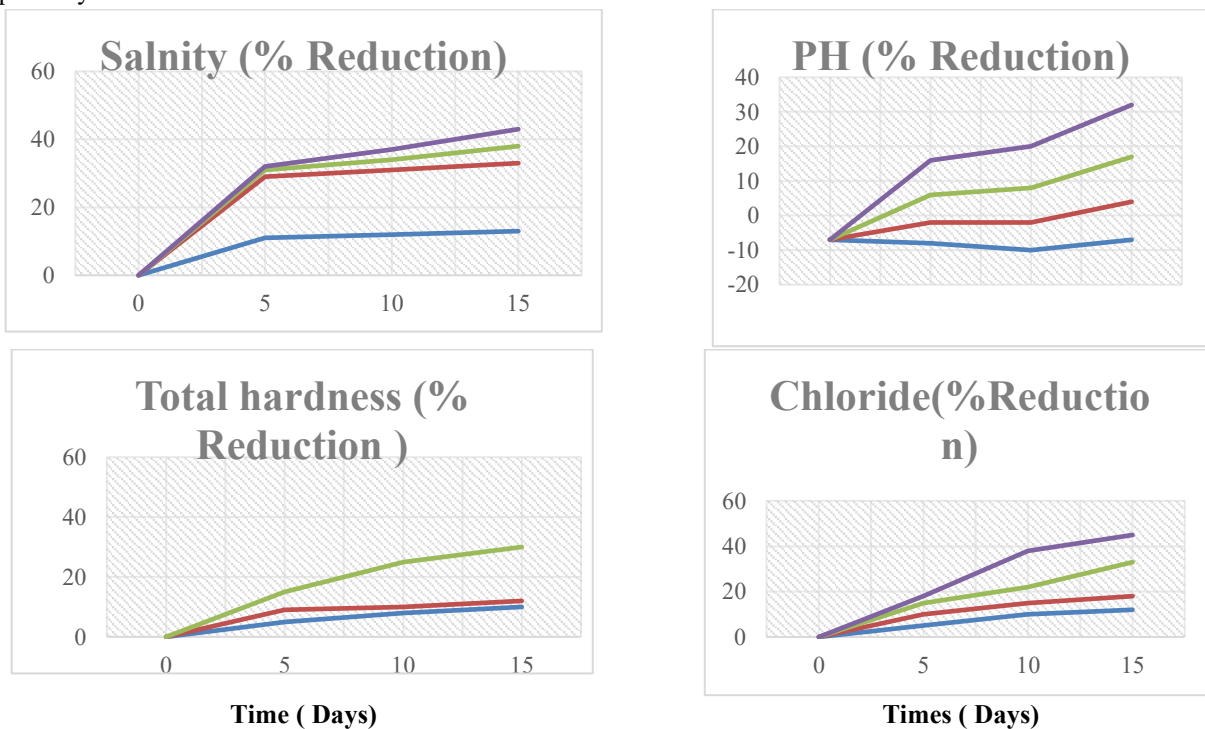 Salnity (% Reduction)
60
40
20
0
0 5 10 15
PH (% Reduction)
40
30
20
10
0
-10
-20
Total hardness (%
Reduction )
60
40
20
0
0 5 10 15
Time ( Days)
Chloride(%Reductio
n)
60
40
20
0
0 5 10 15
Times ( Days)